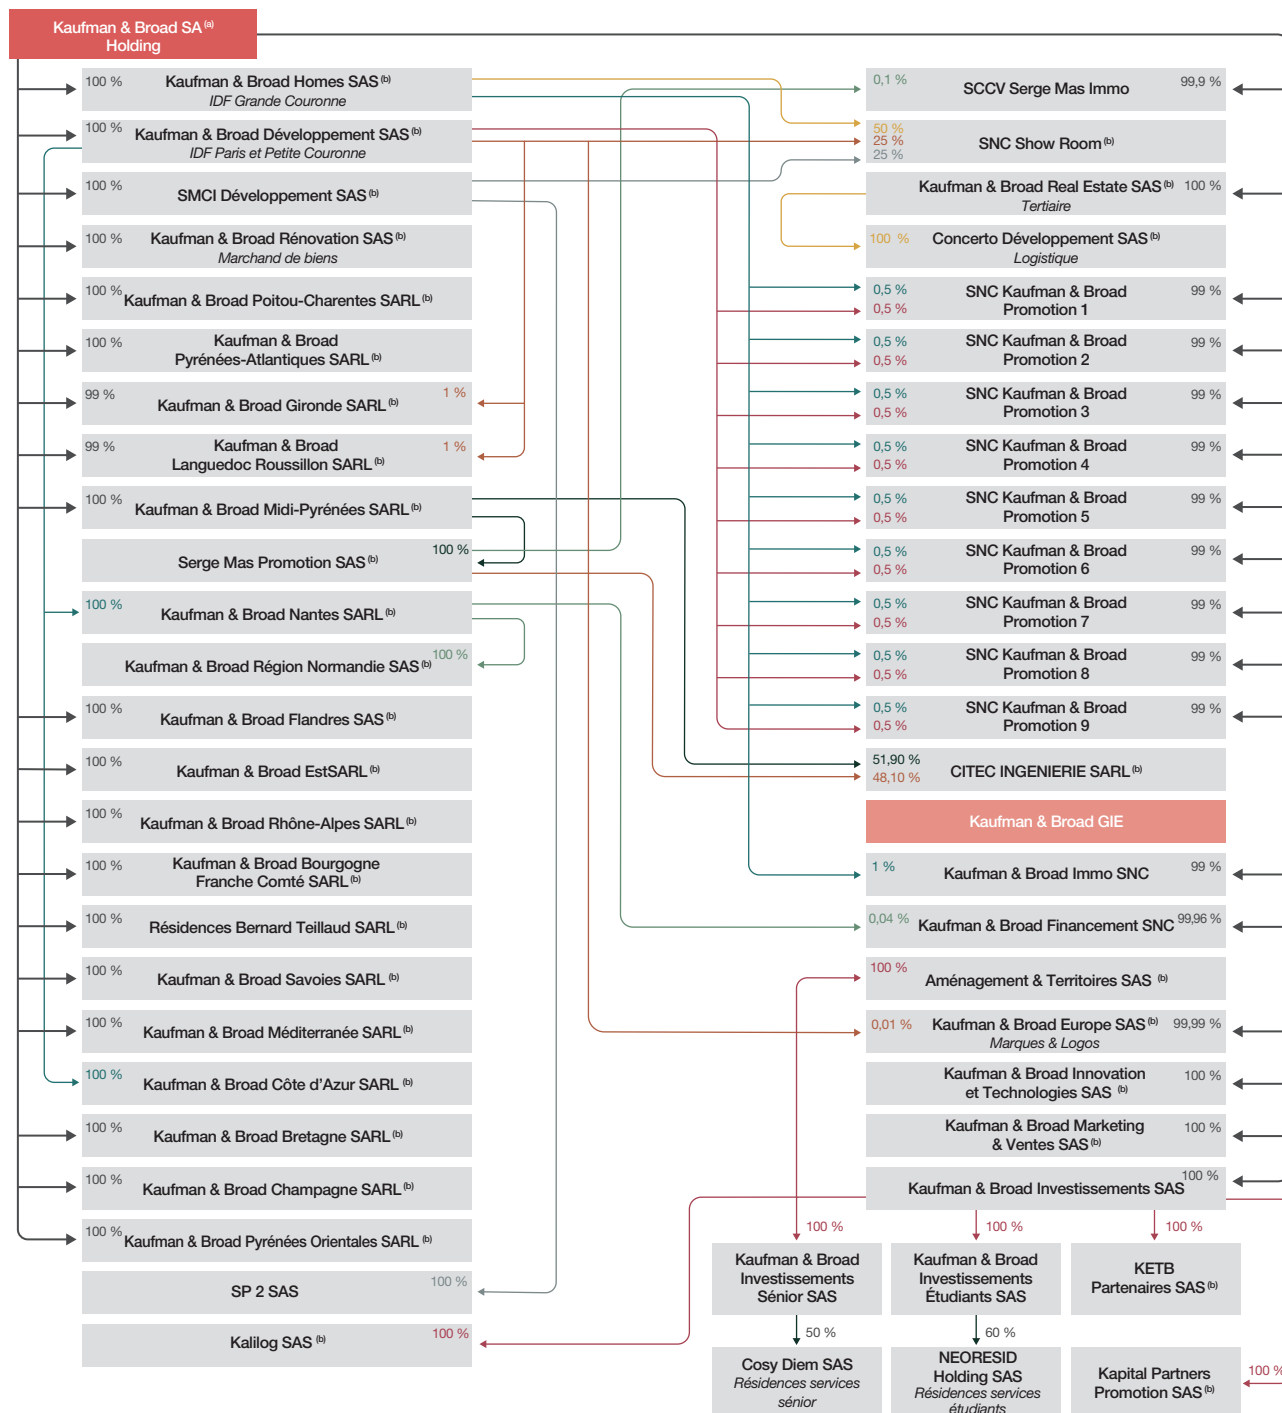 Kaufman & Broad SA (a)
Holding
100 %
Kaufman & Broad Homes SAS (b)
IDF Grande Couronne
100 %
Kaufman & Broad Développement SAS (b)
IDF Paris et Petite Couronne
100 %
SMCI Développement SAS (b)
100 %
Kaufman & Broad Rénovation SAS (b)
Marchand de biens
100 %
Kaufman & Broad Poitou-Charentes SARL (b)
100 %
Kaufman & Broad
Pyrénées-Atlantiques SARL (b)
99 %
Kaufman & Broad Gironde SARL (b)
1 %
99 %
Kaufman & Broad
Languedoc Roussillon SARL (b)
1 %
100 %
Kaufman & Broad Midi-Pyrénées SARL (b)
Serge Mas Promotion SAS (b)
100 %
100 %
Kaufman & Broad Nantes SARL (b)
Kaufman & Broad Région Normandie SAS (b)
100 %
100 %
Kaufman & Broad Flandres SAS (b)
100 %
Kaufman & Broad EstSARL (b)
100 %
Kaufman & Broad Rhône-Alpes SARL (b)
100 %
Kaufman & Broad Bourgogne
Franche Comté SARL (b)
100 %
Résidences Bernard Teillaud SARL (b)
100 %
Kaufman & Broad Savoies SARL (b)
100 %
Kaufman & Broad Méditerranée SARL (b)
100 %
Kaufman & Broad Côte d'Azur SARL (b)
100 %
Kaufman & Broad Bretagne SARL (b)
100 %
Kaufman & Broad Champagne SARL (b)
100 %
Kaufman & Broad Pyrénées Orientales SARL (b)
SP 2 SAS
100 %
Kalilog SAS (b)
100 %
0,1 %
SCCV Serge Mas Immo
99,9 %
50 %
25 %
25 %
SNC Show Room (b)
Kaufman & Broad Real Estate SAS (b)
100 %
Tertiaire
100 %
Concerto Développement SAS (b)
Logistique
0,5 %
0,5 %
SNC Kaufman & Broad
Promotion 1
99 %
0,5 %
0,5 %
SNC Kaufman & Broad
Promotion 2
99 %
0,5 %
0,5 %
SNC Kaufman & Broad
Promotion 3
99 %
0,5 %
0,5 %
SNC Kaufman & Broad
Promotion 4
99 %
0,5 %
0,5 %
SNC Kaufman & Broad
Promotion 5
99 %
0,5 %
0,5 %
SNC Kaufman & Broad
Promotion 6
99 %
0,5 %
0,5 %
SNC Kaufman & Broad
Promotion 7
99 %
0,5 %
0,5 %
SNC Kaufman & Broad
Promotion 8
99 %
0,5 %
0,5 %
SNC Kaufman & Broad
Promotion 9
99 %
51,90 %
48,10 %
CITEC INGENIERIE SARL (b)
Kaufman & Broad GIE
1 %
Kaufman & Broad Immo SNC
99 %
0,04 %
Kaufman & Broad Financement SNC
99,96 %
100 %
Aménagement & Territoires SAS (b)
0,01 %
Kaufman & Broad Europe SAS (b)
99,99 %
Marques & Logos
Kaufman & Broad Innovation
et Technologies SAS (b)
100 %
Kaufman & Broad Marketing
& Ventes SAS (b)
100 %
Kaufman & Broad Investissements SAS
100 %
100 %
100 %
100 %
Kaufman & Broad
Investissements
Sénior SAS
Kaufman & Broad
Investissements
Étudiants SAS
KETB
Partenaires SAS (b)
50 %
60 %
Cosy Diem SAS
Résidences services
sénior
NEORESID
Holding SAS
Résidences services
étudiants
Kapital Partners
Promotion SAS (b)
100 %